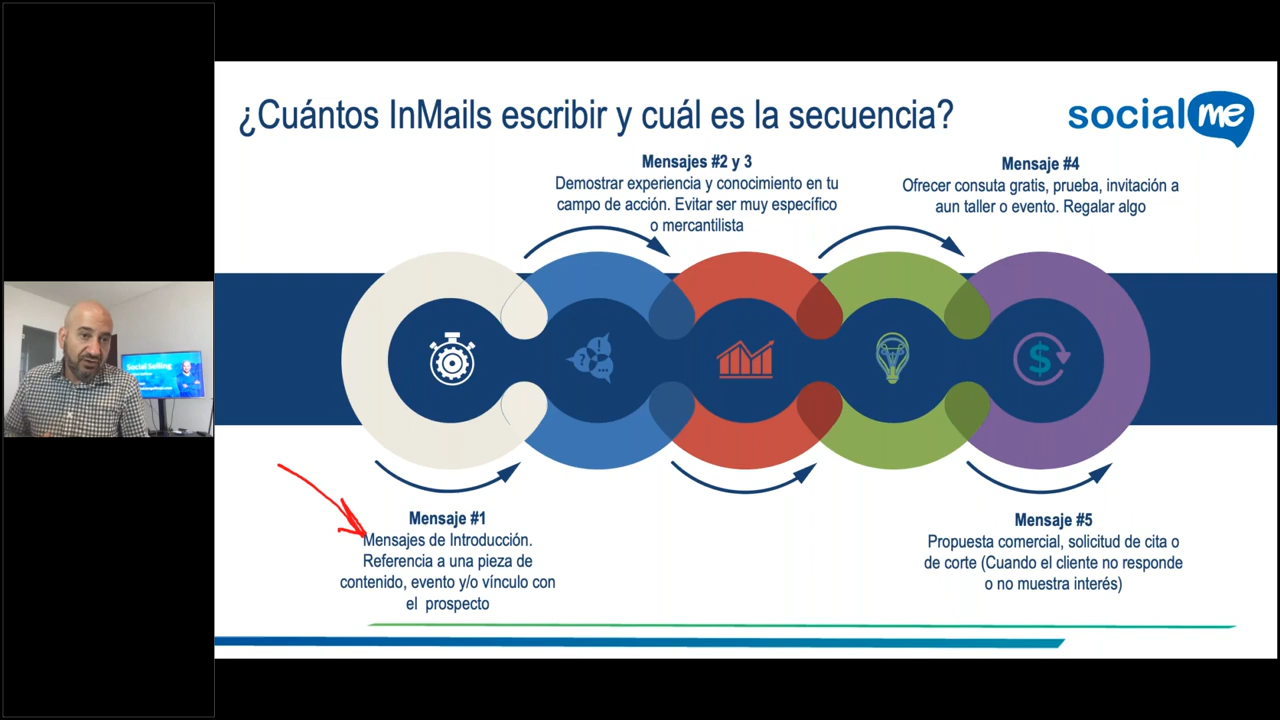 ¿Cuántos InMails escribir y cuál es la secuencia?
social me
Mensajes #2 y 3
Demostrar experiencia y conocimiento en tu
campo de acción. Evitar ser muy específico
o mercantilista
Mensaje #4
Ofrecer consuta gratis, prueba, invitación a
aun taller o evento. Regalar algo
Social Selling
Mensaje #1
Mensajes de Introducción.
Referencia a una pieza de
contenido, evento y/o vínculo con
el prospecto
Mensaje #5
Propuesta comercial, solicitud de cita o
de corte (Cuando el cliente no responde
o no muestra interés)